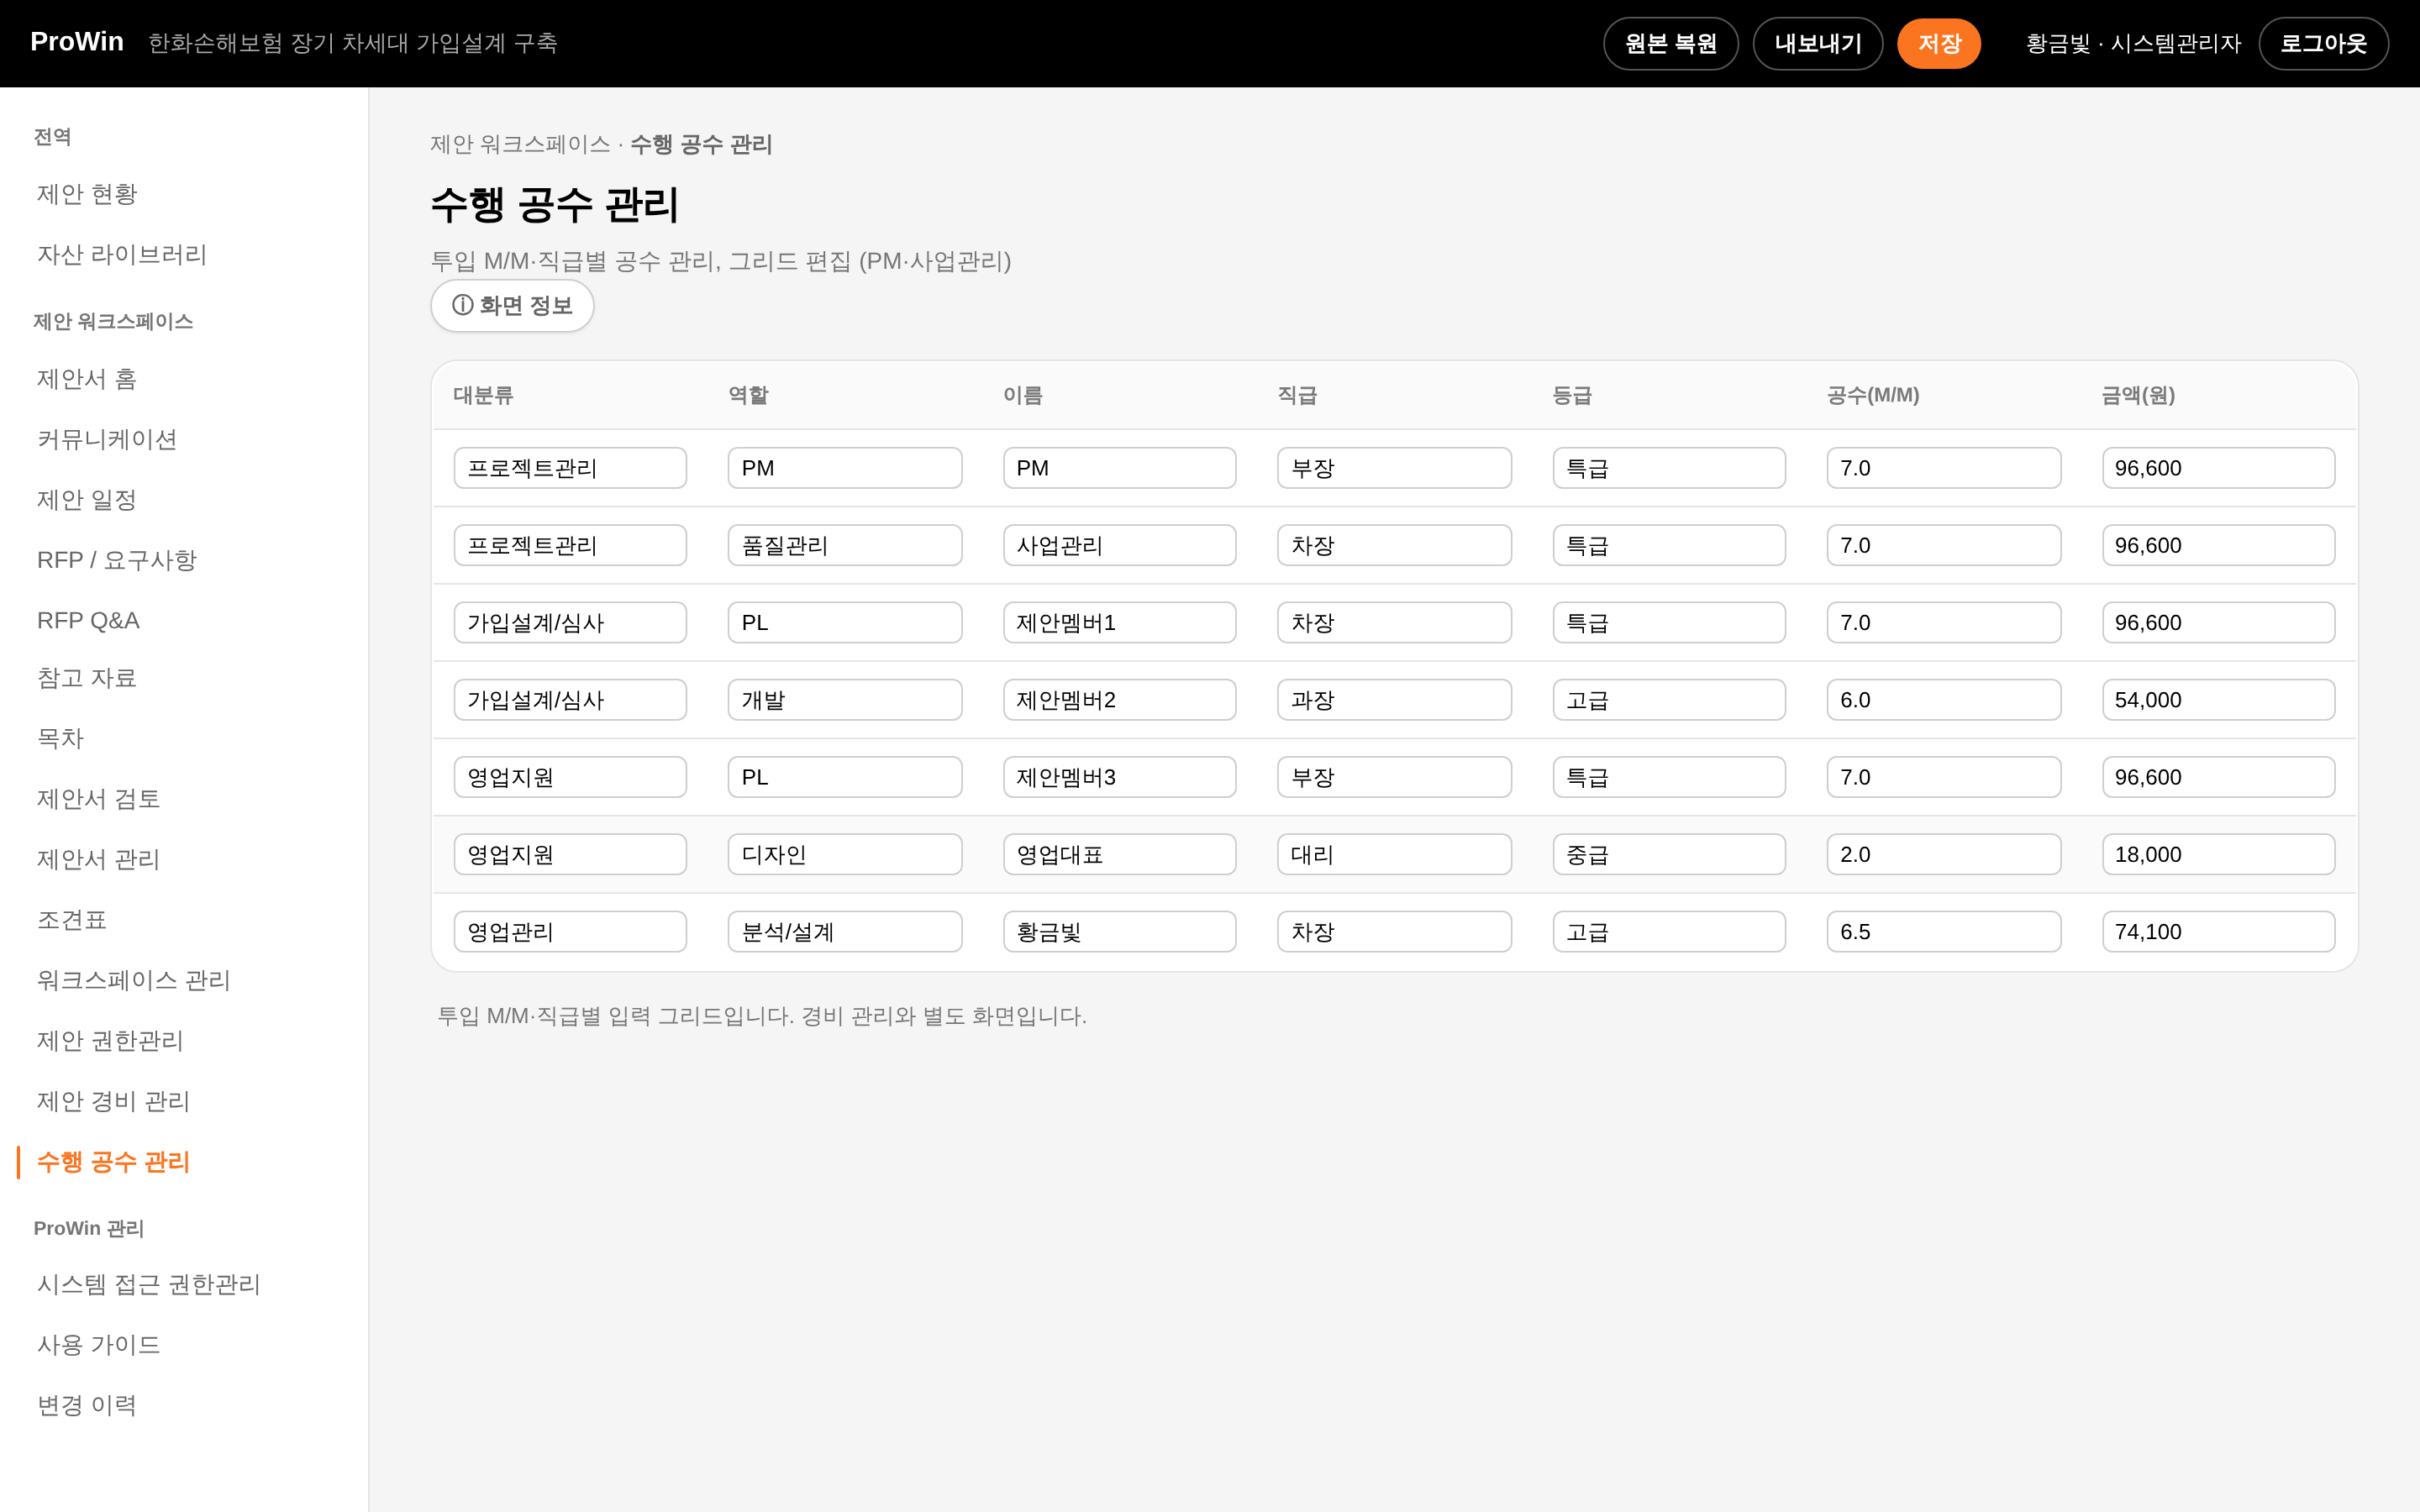 ProWin 한화손해보험 장기 차세대 가입설계 구축 원본 복원 내보내기 저장 황금빛 · 시스템관리자 로그아웃
전역
제안 현황
자산 라이브러리
제안 워크스페이스
제안서 홈
커뮤니케이션
제안 일정
RFP / 요구사항
RFP Q&A
참고 자료
목차
제안서 검토
제안서 관리
조견표
워크스페이스 관리
제안 권한관리
제안 경비 관리
수행 공수 관리
ProWin 관리
시스템 접근 권한관리
사용 가이드
변경 이력
제안 워크스페이스 · 수행 공수 관리
수행 공수 관리
투입 M/M·직급별 공수 관리, 그리드 편집 (PM·사업관리)
ⓘ 화면 정보
대분류 역할 이름 직급 등급 공수(M/M) 금액(원)
프로젝트관리 PM PM 부장 특급 7.0 96,600
프로젝트관리 품질관리 사업관리 차장 특급 7.0 96,600
가입설계/심사 PL 제안멤버1 차장 특급 7.0 96,600
가입설계/심사 개발 제안멤버2 과장 고급 6.0 54,000
영업지원 PL 제안멤버3 부장 특급 7.0 96,600
영업지원 디자인 영업대표 대리 중급 2.0 18,000
영업관리 분석/설계 황금빛 차장 고급 6.5 74,100
투입 M/M·직급별 입력 그리드입니다. 경비 관리와 별도 화면입니다.